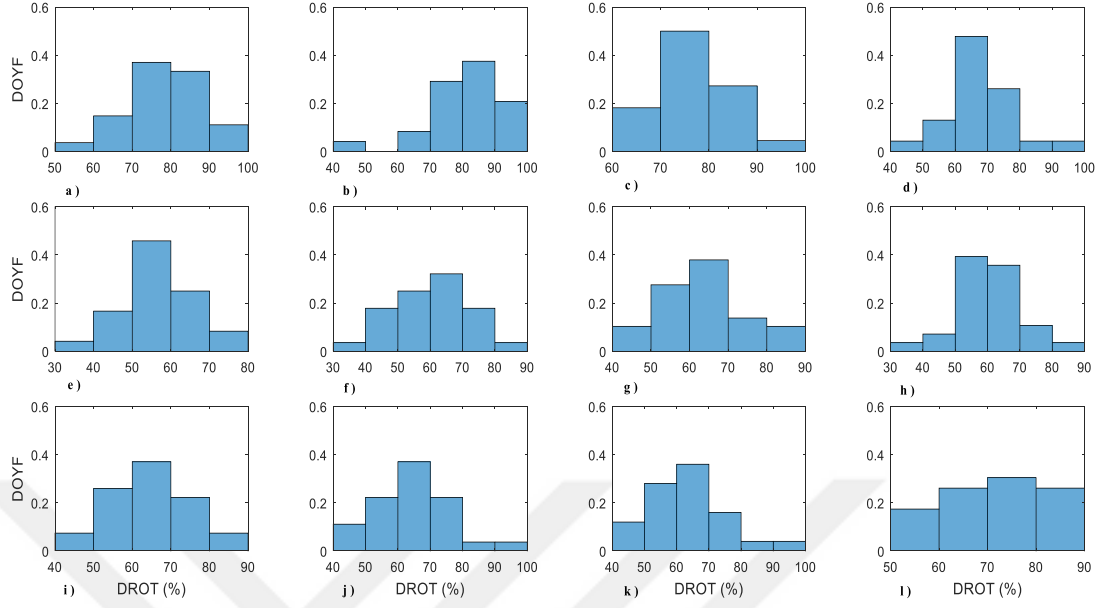 0.6 0.6 0.6 0.6
0.4 0.4 0.4 0.4
DOYF
0.2 0.2 0.2 0.2
0 0 0 0
50 60 70 80 90 100 40 50 60 70 80 90 100 60 70 80 90 100 40 50 60 70 80 90 100
a ) b ) c ) d )
0.6 0.6 0.6 0.6
0.4 0.4 0.4 0.4
DOYF
0.2 0.2 0.2 0.2
0 0 0 0
30 40 50 60 70 80 30 40 50 60 70 80 90 40 50 60 70 80 90 30 40 50 60 70 80 90
e ) f ) g ) h )
0.6 0.6 0.6 0.6
0.4 0.4 0.4 0.4
DOYF
0.2 0.2 0.2 0.2
0 0 0 0
40 50 60 70 80 90 40 50 60 70 80 90 100 40 50 60 70 80 90 100 50 60 70 80 90
i ) DROT (%) j ) DROT (%) k ) DROT (%) l ) DROT (%)